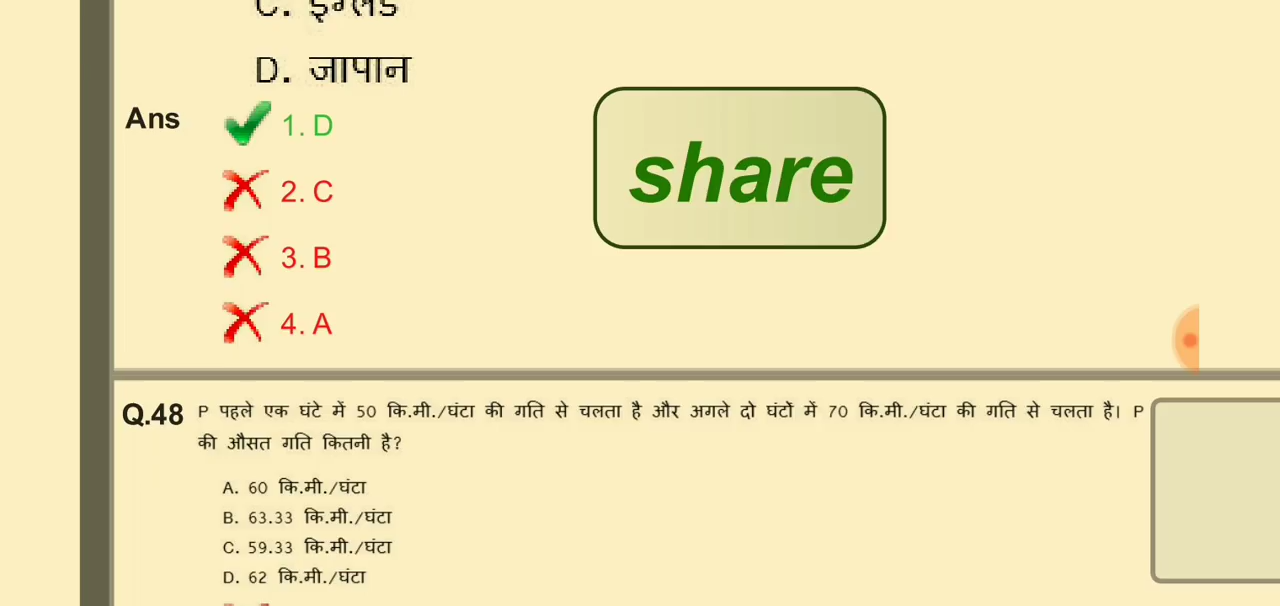 C. इंग्लैंड
D. जापान
Ans
1. D
2. C
3. B
4. A
share
Q.48 P पहले एक घंटे में 50 कि.मी./घंटा की गति से चलता है और अगले दो घंटों में 70 कि.मी./घंटा की गति से चलता है। P
की औसत गति कितनी है?
A. 60 कि.मी./घंटा
B. 63.33 कि.मी./घंटा
C. 59.33 कि.मी./घंटा
D. 62 कि.मी./घंटा